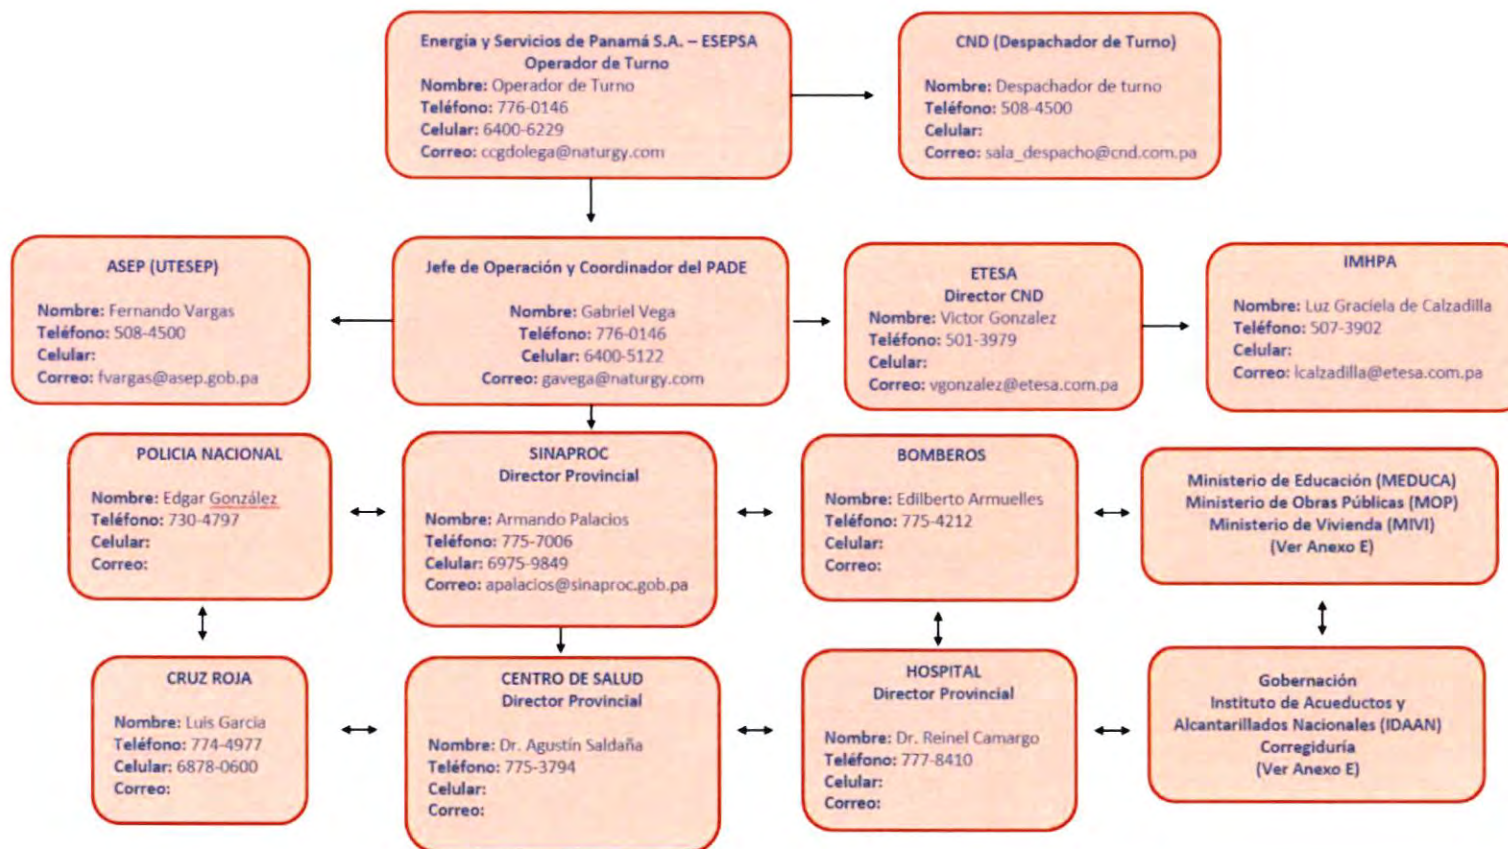 Energía y Servicios de Panamá S.A. – ESEPSA
Operador de Turno
Nombre: Operador de Turno
Teléfono: 776-0146
Celular: 6400-6229
Correo: ccgdolega@naturgy.com
CND (Despachador de Turno)
Nombre: Despachador de turno
Teléfono: 508-4500
Celular:
Correo: sala_despacho@cnd.com.pa
ASEP (UTESEP)
Nombre: Fernando Vargas
Teléfono: 508-4500
Celular:
Correo: fvargas@asep.gob.pa
Jefe de Operación y Coordinador del PADE
Nombre: Gabriel Vega
Teléfono: 776-0146
Celular: 6400-5122
Correo: gavega@naturgy.com
ETESA
Director CND
Nombre: Victor Gonzalez
Teléfono: 501-3979
Celular:
Correo: vgonzalez@etesa.com.pa
IMHPA
Nombre: Luz Graciela de Calzadilla
Teléfono: 507-3902
Celular:
Correo: lcalzadilla@etesa.com.pa
POLICIA NACIONAL
Nombre: Edgar González
Teléfono: 730-4797
Celular:
Correo:
SINAPROC
Director Provincial
Nombre: Armando Palacios
Teléfono: 775-7006
Celular: 6975-9849
Correo: apalacios@sinaproc.gob.pa
BOMBEROS
Nombre: Edilberto Armuelles
Teléfono: 775-4212
Celular:
Correo:
Ministerio de Educación (MEDUCA)
Ministerio de Obras Públicas (MOP)
Ministerio de Vivienda (MIVI)
(Ver Anexo E)
CRUZ ROJA
Nombre: Luis García
Teléfono: 774-4977
Celular: 6878-0600
Correo:
CENTRO DE SALUD
Director Provincial
Nombre: Dr. Agustín Saldaña
Teléfono: 775-3794
Celular:
Correo:
HOSPITAL
Director Provincial
Nombre: Dr. Reinel Camargo
Teléfono: 777-8410
Celular:
Correo:
Gobernación
Instituto de Acueductos y
Alcantarillados Nacionales (IDAAN)
Corregiduría
(Ver Anexo E)